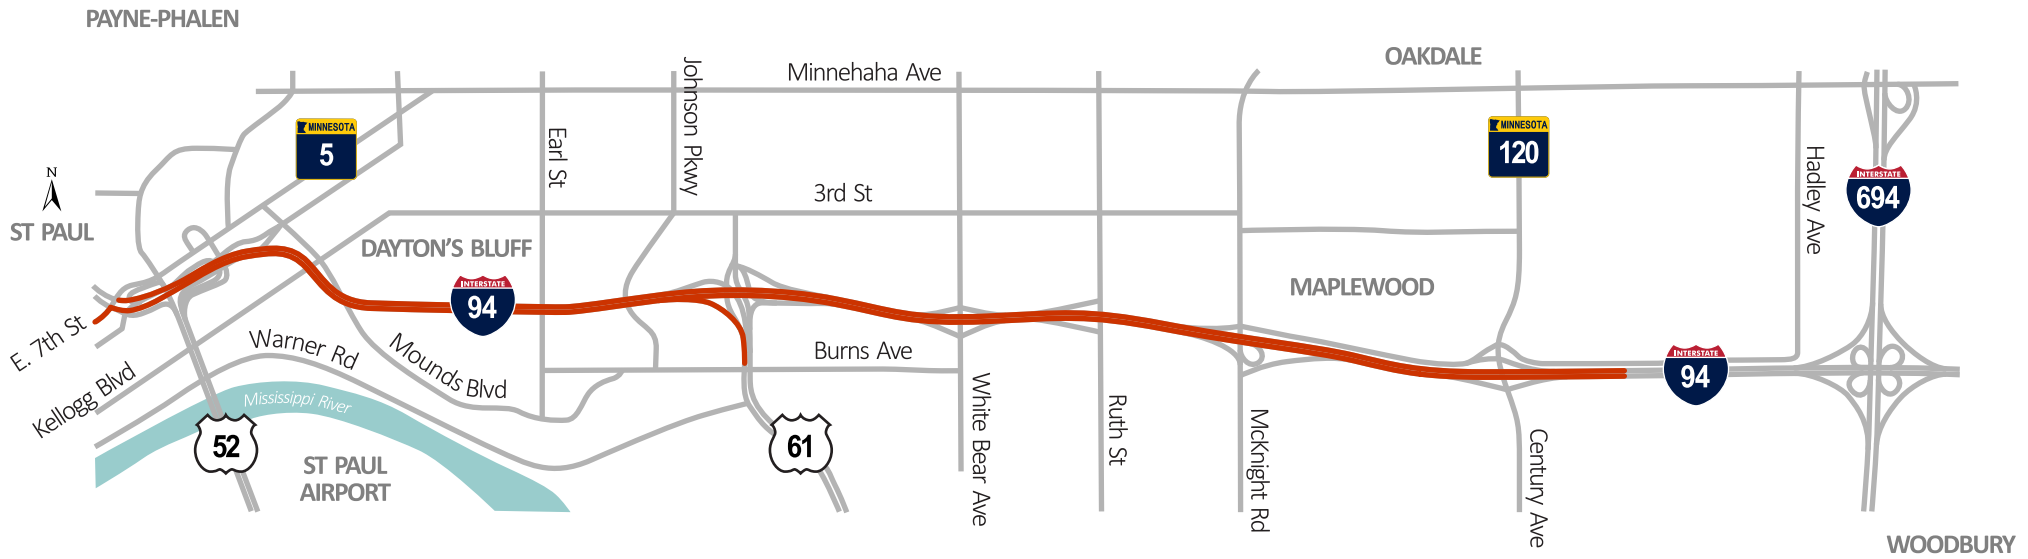 PAYNE-PHALEN
OAKDALE
Minnehaha Ave
Johnson Pkwy
MINNESOTA
5
MINNESOTA
120
Earl St
Hadley Ave
N
INTERSTATE
694
3rd St
ST PAUL
DAYTON'S BLUFF
INTERSTATE
94
MAPLEWOOD
E. 7th St
Warner Rd
Mounds Blvd
Burns Ave
INTERSTATE
94
Kellogg Blvd
Mississippi River
52
61
White Bear Ave
Ruth St
McKnight Rd
Century Ave
ST PAUL
AIRPORT
WOODBURY